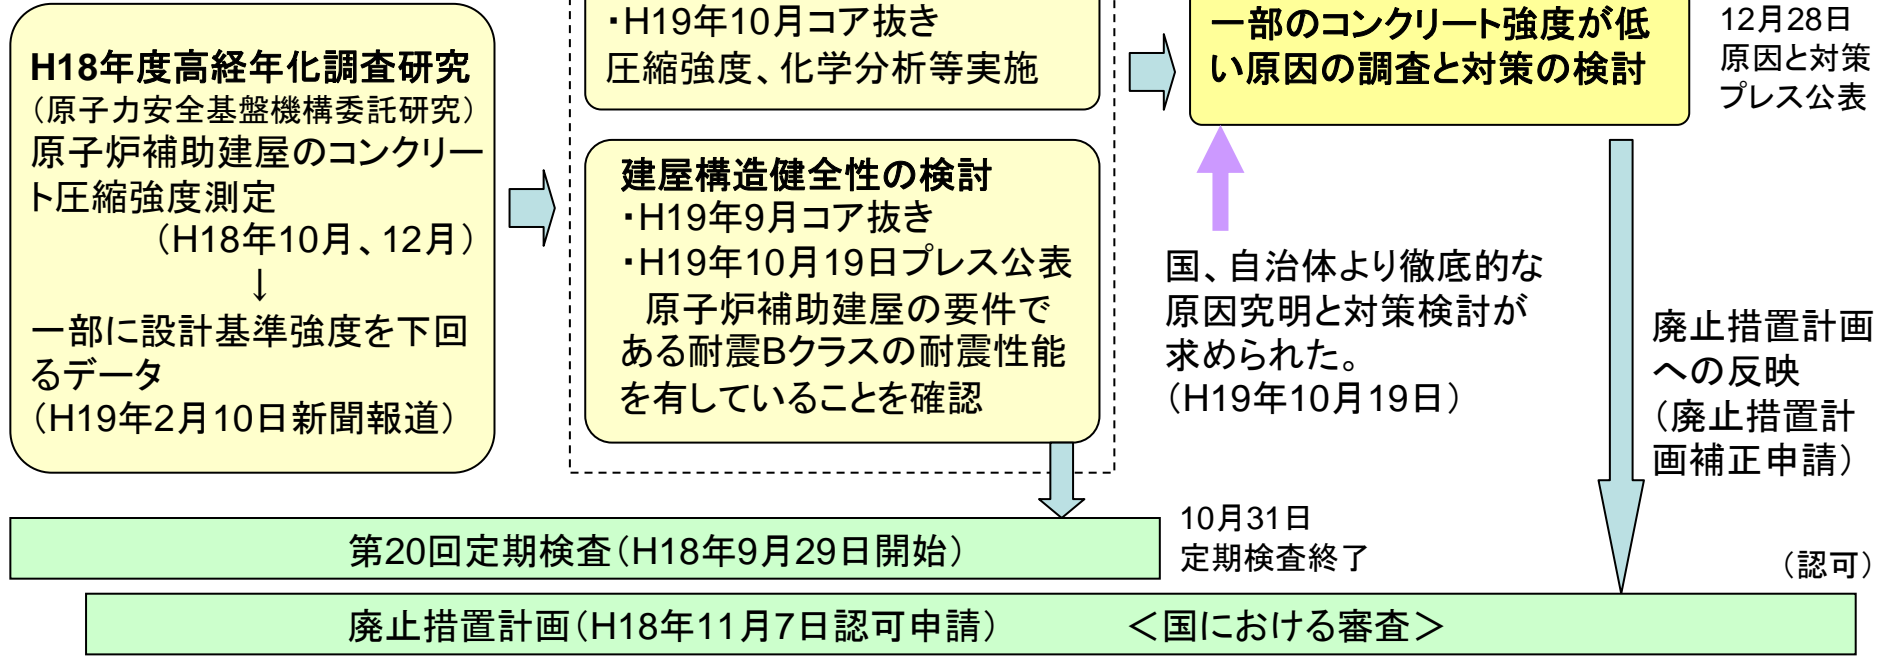 H18年度高経年化調査研究
（原子力安全基盤機構委託研究）
原子炉補助建屋のコンクリー
ト圧縮強度測定
（H18年10月、12月）
↓
一部に設計基準強度を下回
るデータ
（H19年2月10日新聞報道）
・H19年10月コア抜き
圧縮強度、化学分析等実施
建屋構造健全性の検討
・H19年9月コア抜き
・H19年10月19日プレス公表
原子炉補助建屋の要件で
ある耐震Bクラスの耐震性能
を有していることを確認
一部のコンクリート強度が低
い原因の調査と対策の検討
国、自治体より徹底的な
原因究明と対策検討が
求められた。
（H19年10月19日）
12月28日
原因と対策
プレス公表
廃止措置計画
への反映
（廃止措置計
画補正申請）
第20回定期検査（H18年9月29日開始）
10月31日
定期検査終了
（認可）
廃止措置計画（H18年11月7日認可申請） ＜国における審査＞